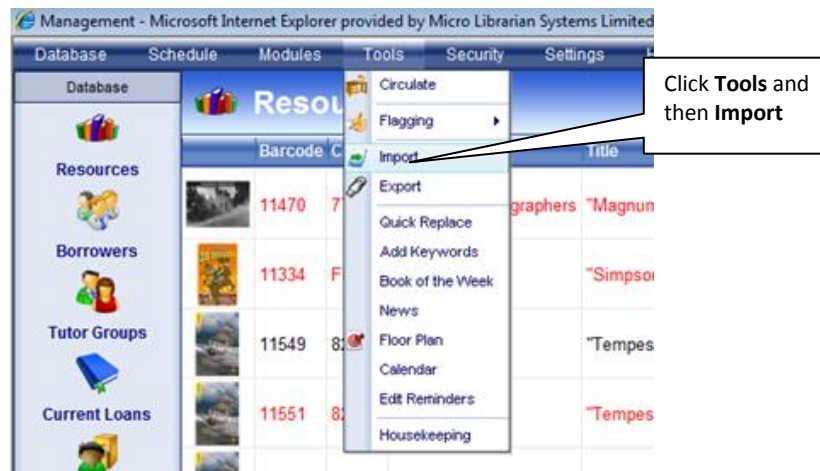 Management - Microsoft Internet Explorer provided by Micro Librarian Systems Limited
Database Schedule Modules Tools Security Settings
Database
Resources
Borrowers
Tutor Groups
Current Loans
Circulate
Flagging
Import
Export
Quick Replace
Add Keywords
Book of the Week
News
Floor Plan
Calendar
Edit Reminders
Housekeeping
Click Tools and
then Import
Barcode Title
11470 graphers "Magnum
11334 F "Simpso
11549 "Tempes
11551 "Tempes